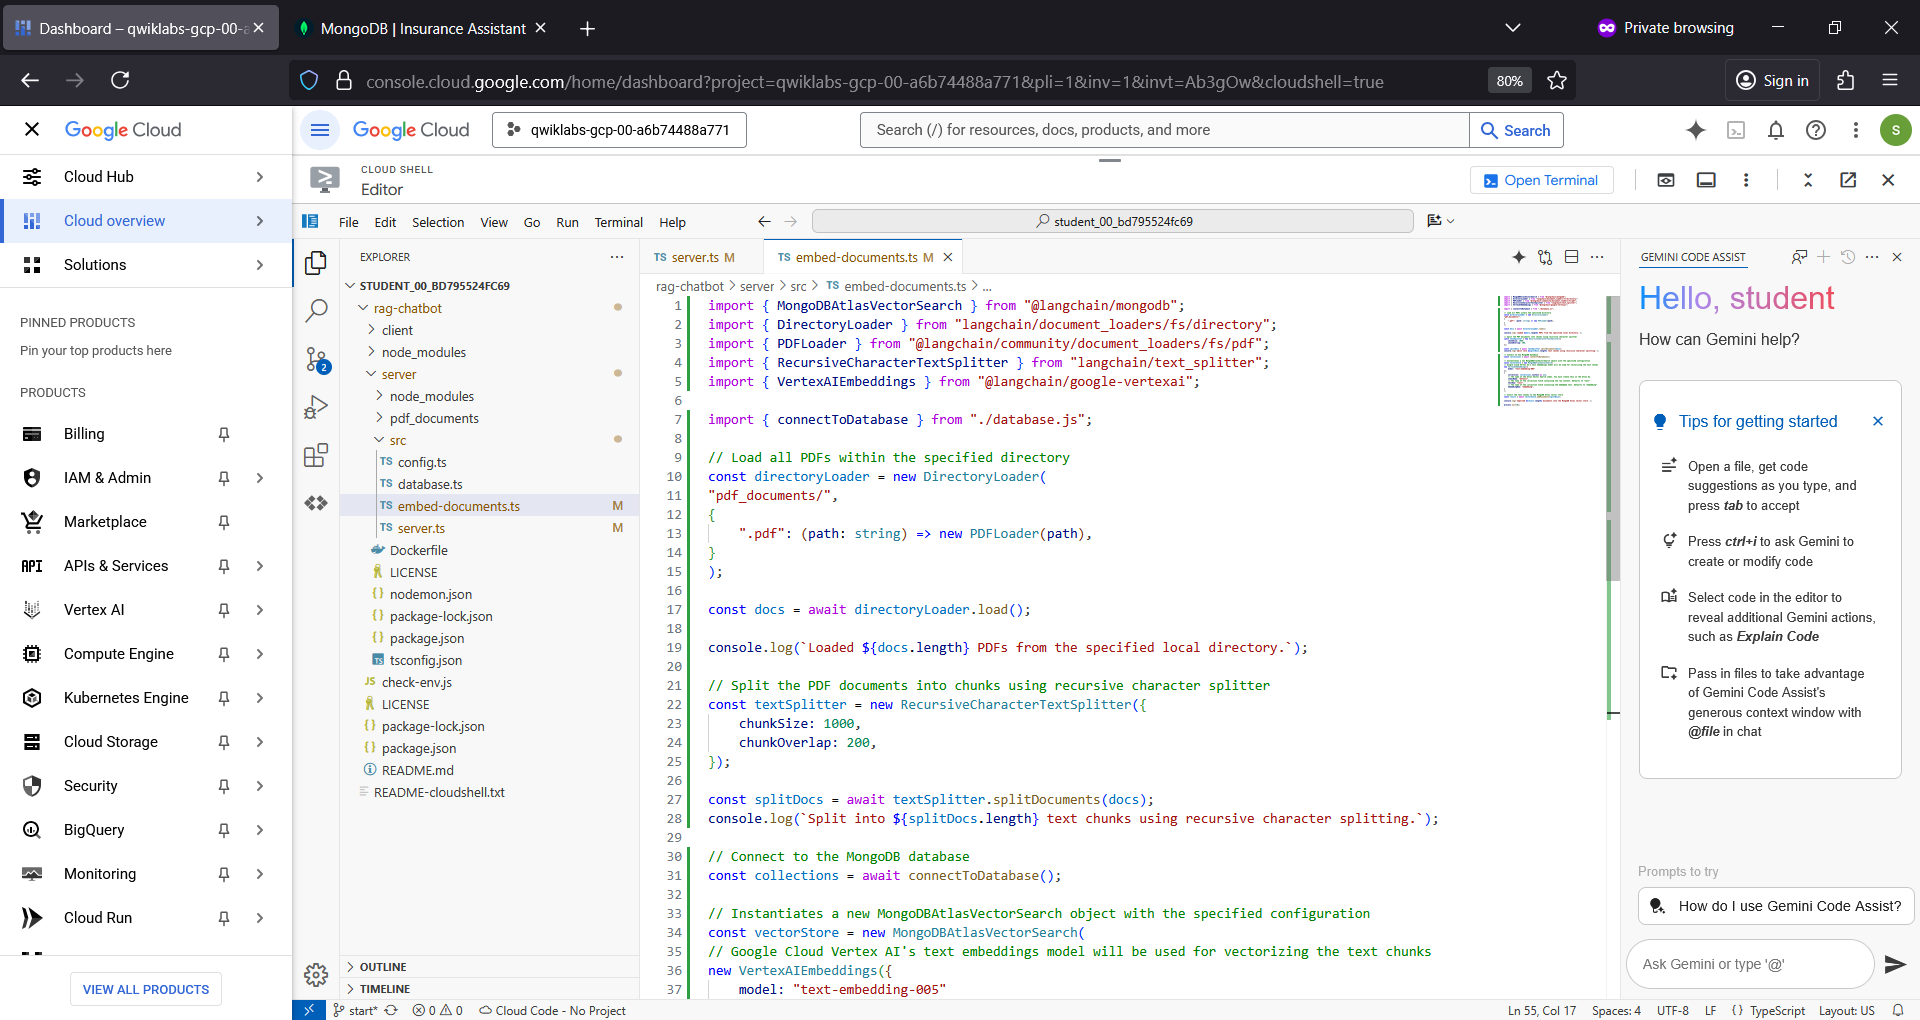 Dashboard – qwiklabs-gcp-00-a
MongoDB | Insurance Assistant
Private browsing
console.cloud.google.com/home/dashboard?project=qwiklabs-gcp-00-a6b74488a771&pli=1&inv=1&invt=Ab3gOw&cloudshell=true
80%
Sign in
Google Cloud
Cloud Hub
Cloud overview
Solutions
PINNED PRODUCTS
Pin your top products here
PRODUCTS
Billing
IAM & Admin
Marketplace
API APIs & Services
Vertex AI
Compute Engine
Kubernetes Engine
Cloud Storage
Security
BigQuery
Monitoring
Cloud Run
VIEW ALL PRODUCTS
Google Cloud
qwiklabs-gcp-00-a6b74488a771
Search (/) for resources, docs, products, and more
Search
S
CLOUD SHELL
Editor
Open Terminal
File Edit Selection View Go Run Terminal Help
student_00_bd795524fc69
2
EXPLORER
STUDENT_00_BD795524FC69
rag-chatbot
client
node_modules
server
node_modules
pdf_documents
src
TS config.ts
TS database.ts
TS embed-documents.ts M
TS server.ts M
Dockerfile
LICENSE
{} nodemon.json
{} package-lock.json
{} package.json
TS tsconfig.json
JS check-env.js
LICENSE
{} package-lock.json
{} package.json
README.md
README-cloudshell.txt
OUTLINE
TIMELINE
TS server.ts M
TS embed-documents.ts M
rag-chatbot > server > src > TS embed-documents.ts > ...
1 import { MongoDBAtlasVectorSearch } from "@langchain/mongodb";
2 import { DirectoryLoader } from "langchain/document_loaders/fs/directory";
3 import { PDFLoader } from "@langchain/community/document_loaders/fs/pdf";
4 import { RecursiveCharacterTextSplitter } from "langchain/text_splitter";
5 import { VertexAIEmbeddings } from "@langchain/google-vertexai";
6
7 import { connectToDatabase } from "./database.js";
8
9 // Load all PDFs within the specified directory
10 const directoryLoader = new DirectoryLoader(
11 "pdf_documents/",
12 {
13 ".pdf": (path: string) => new PDFLoader(path),
14 }
15 );
16
17 const docs = await directoryLoader.load();
18
19 console.log(`Loaded ${docs.length} PDFs from the specified local directory.`);
20
21 // Split the PDF documents into chunks using recursive character splitter
22 const textSplitter = new RecursiveCharacterTextSplitter({
23 chunkSize: 1000,
24 chunkOverlap: 200,
25 });
26
27 const splitDocs = await textSplitter.splitDocuments(docs);
28 console.log(`Split into ${splitDocs.length} text chunks using recursive character splitting.`);
29
30 // Connect to the MongoDB database
31 const collections = await connectToDatabase();
32
33 // Instantiates a new MongoDBAtlasVectorSearch object with the specified configuration
34 const vectorStore = new MongoDBAtlasVectorSearch(
35 // Google Cloud Vertex AI's text embeddings model will be used for vectorizing the text chunks
36 new VertexAIEmbeddings({
37 model: "text-embedding-005"
GEMINI CODE ASSIST
Hello, student
How can Gemini help?
Tips for getting started
Open a file, get code
suggestions as you type, and
press tab to accept
Press ctrl+i to ask Gemini to
create or modify code
Select code in the editor to
reveal additional Gemini actions,
such as Explain Code
Pass in files to take advantage
of Gemini Code Assist's
generous context window with
@file in chat
Prompts to try
How do I use Gemini Code Assist?
Ask Gemini or type '@'
start* 0 0 Cloud Code - No Project
Ln 55, Col 17 Spaces: 4 UTF-8 LF {} TypeScript Layout: US